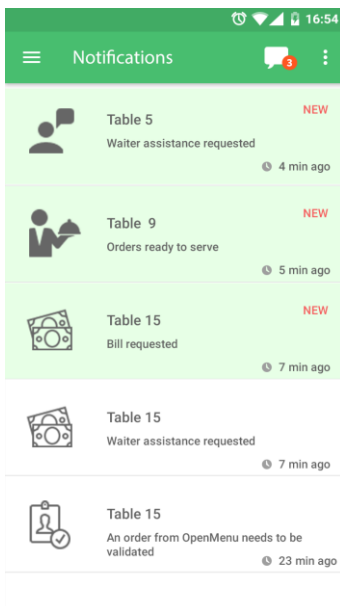 16:54
Notifications
3
NEW
Table 5
Waiter assistance requested
4 min ago
NEW
Table 9
Orders ready to serve
5 min ago
NEW
Table 15
Bill requested
7 min ago
Table 15
Waiter assistance requested
7 min ago
Table 15
An order from OpenMenu needs to be
validated
23 min ago